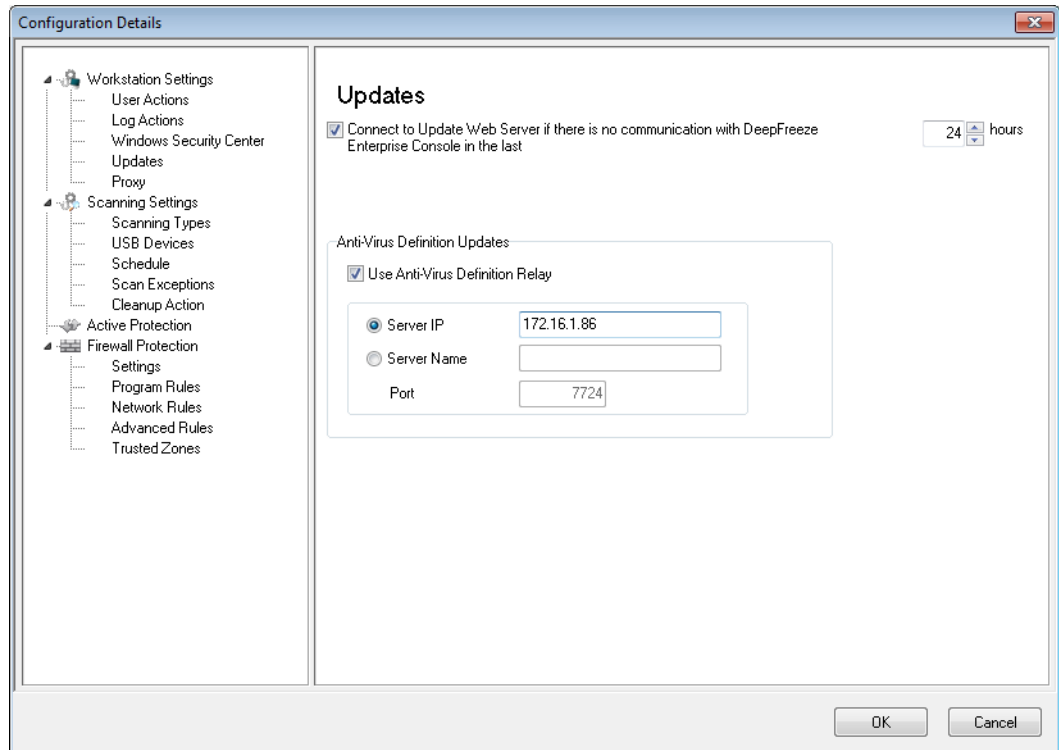 Configuration Details
Workstation Settings
User Actions
Log Actions
Windows Security Center
Updates
Proxy
Scanning Settings
Scanning Types
USB Devices
Schedule
Scan Exceptions
Cleanup Action
Active Protection
Firewall Protection
Settings
Program Rules
Network Rules
Advanced Rules
Trusted Zones
Updates
Connect to Update Web Server if there is no communication with DeepFreeze
Enterprise Console in the last
24 hours
Anti-Virus Definition Updates
Use Anti-Virus Definition Relay
Server IP 172.16.1.86
Server Name
Port 7724
OK Cancel